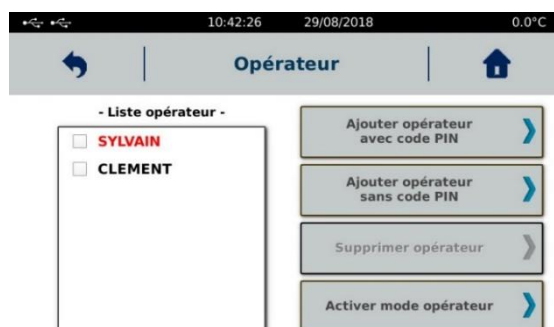 10:42:26 29/08/2018 0.0°C
Opérateur
- Liste opérateur -
SYLVAIN
CLEMENT
Ajouter opérateur
avec code PIN
Ajouter opérateur
sans code PIN
Supprimer opérateur
Activer mode opérateur